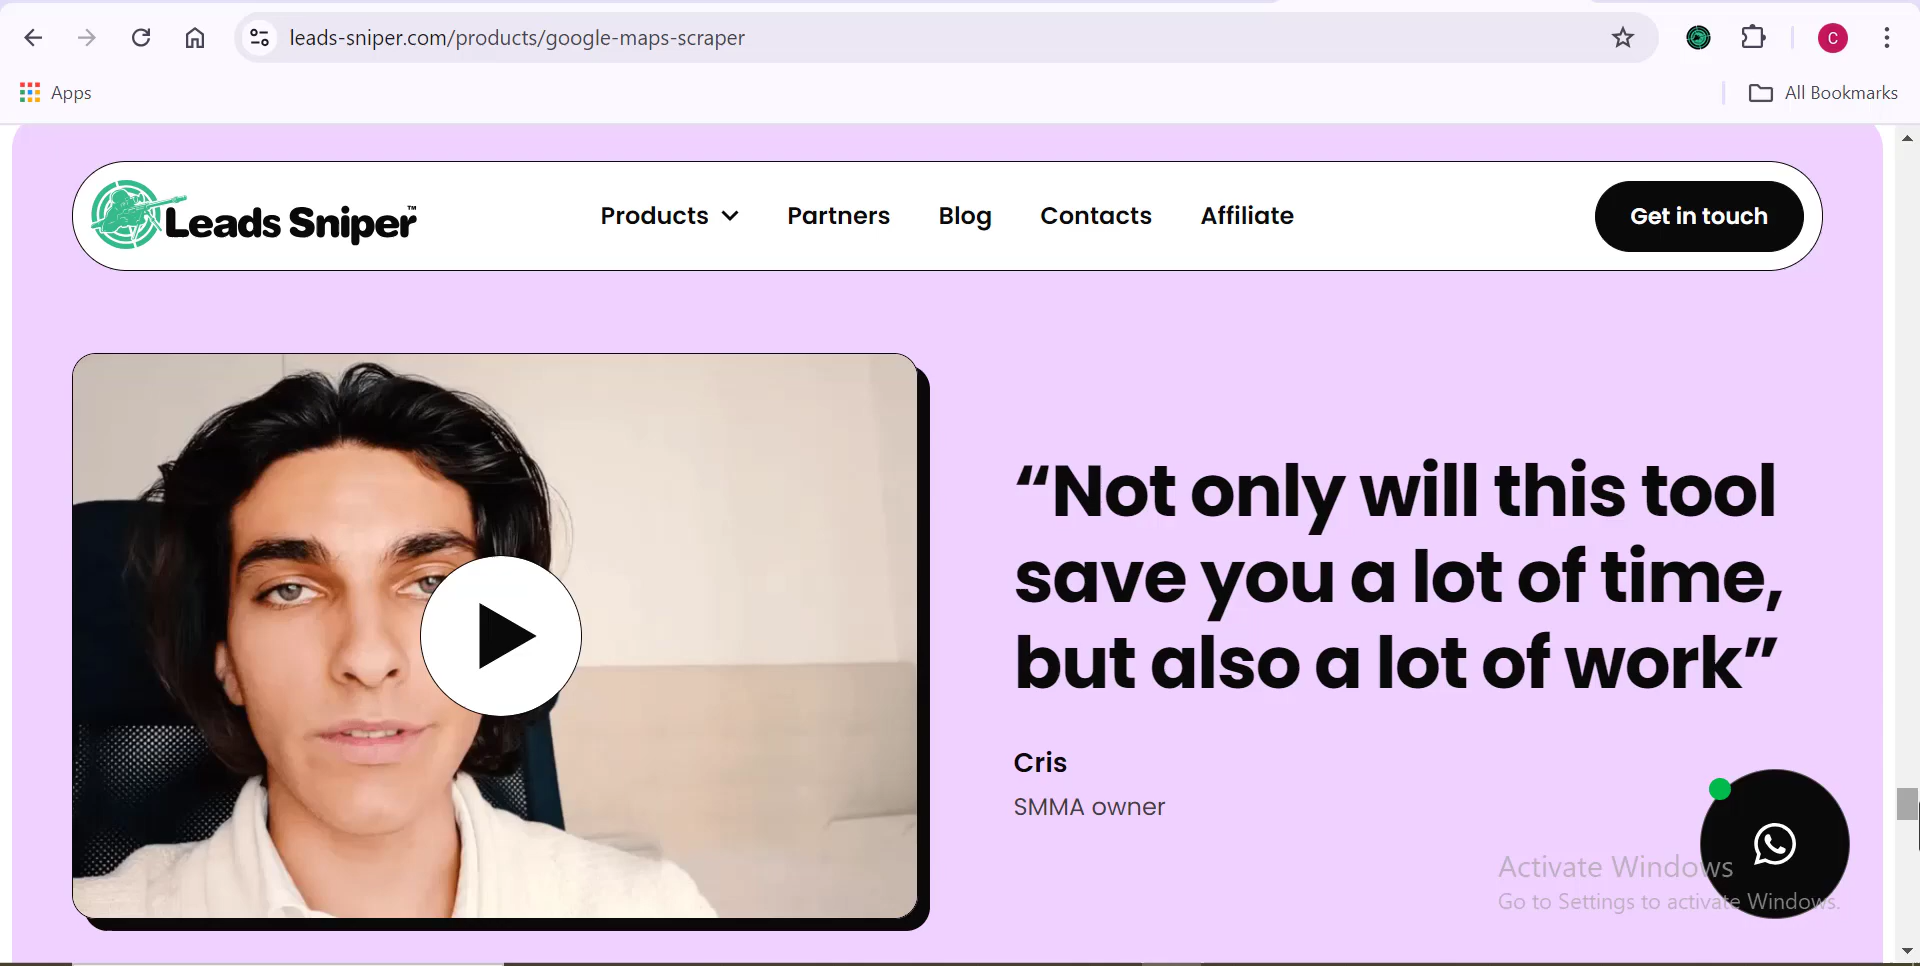 leads-sniper.com/products/google-maps-scraper
C
Apps
All Bookmarks
Leads Sniper™
Products
Partners
Blog
Contacts
Affiliate
Get in touch
“Not only will this tool
save you a lot of time,
but also a lot of work”
Cris
SMMA owner
Activate Windows
Go to Settings to activate Windows.